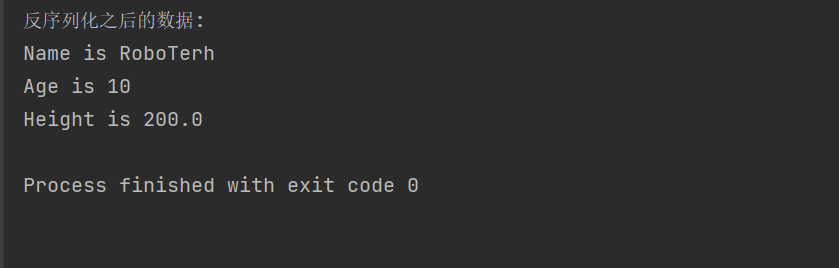 反序列化之后的数据:
Name is RoboTerh
Age is 10
Height is 200.0
Process finished with exit code 0